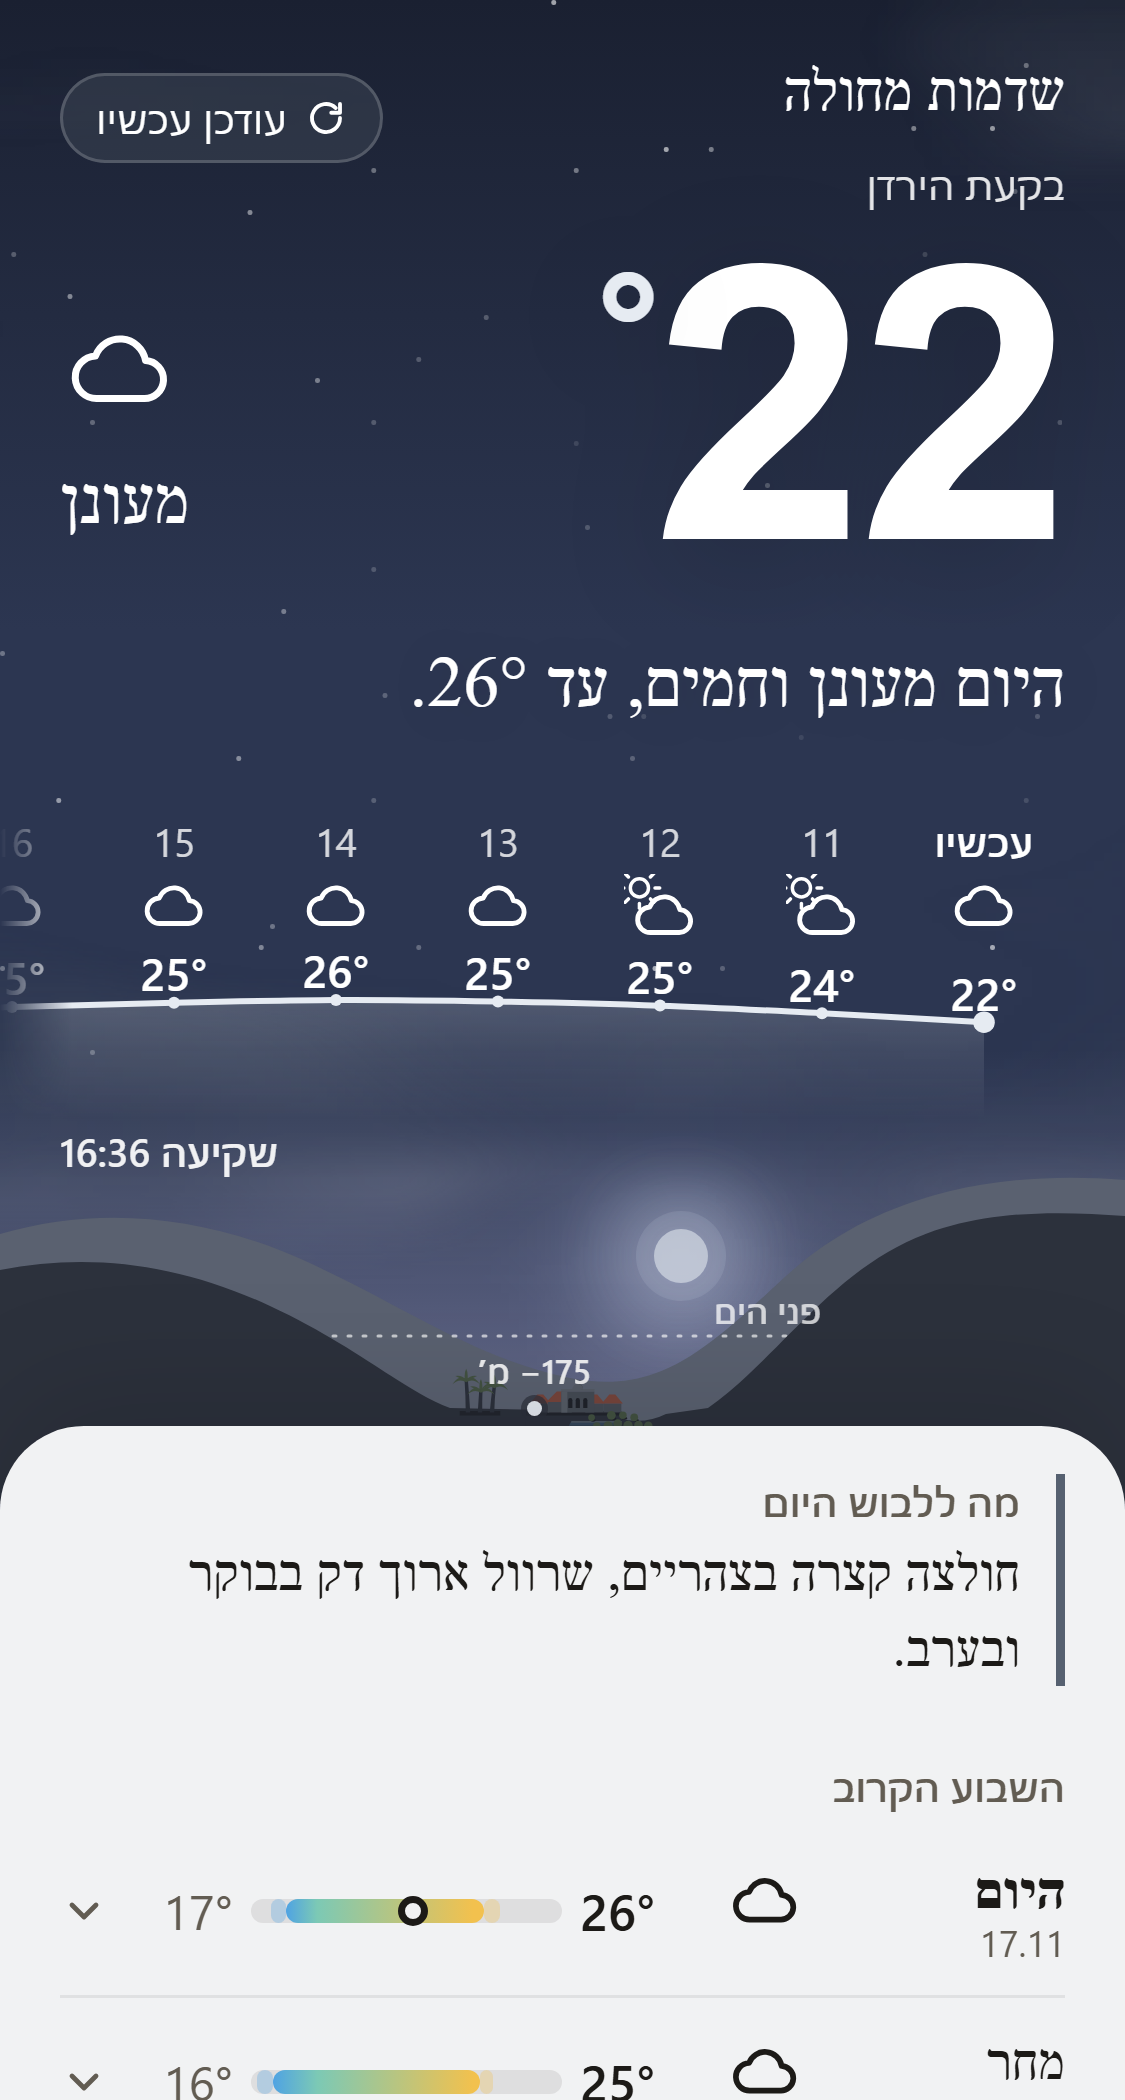 שדמות מחולה
עודכן עכשיו
בקעת הירדן
22°
מעונן
היום מעונן וחמים, עד 26°.
עכשיו 11 12 13 14 15
22° 24° 25° 25° 26° 25°
שקיעה 16:36
פני הים
−175 מ׳
מה ללבוש היום
חולצה קצרה בצהריים, שרוול ארוך דק בבוקר
ובערב.
השבוע הקרוב
היום 26° 17°
17.11
מחר 25° 16°